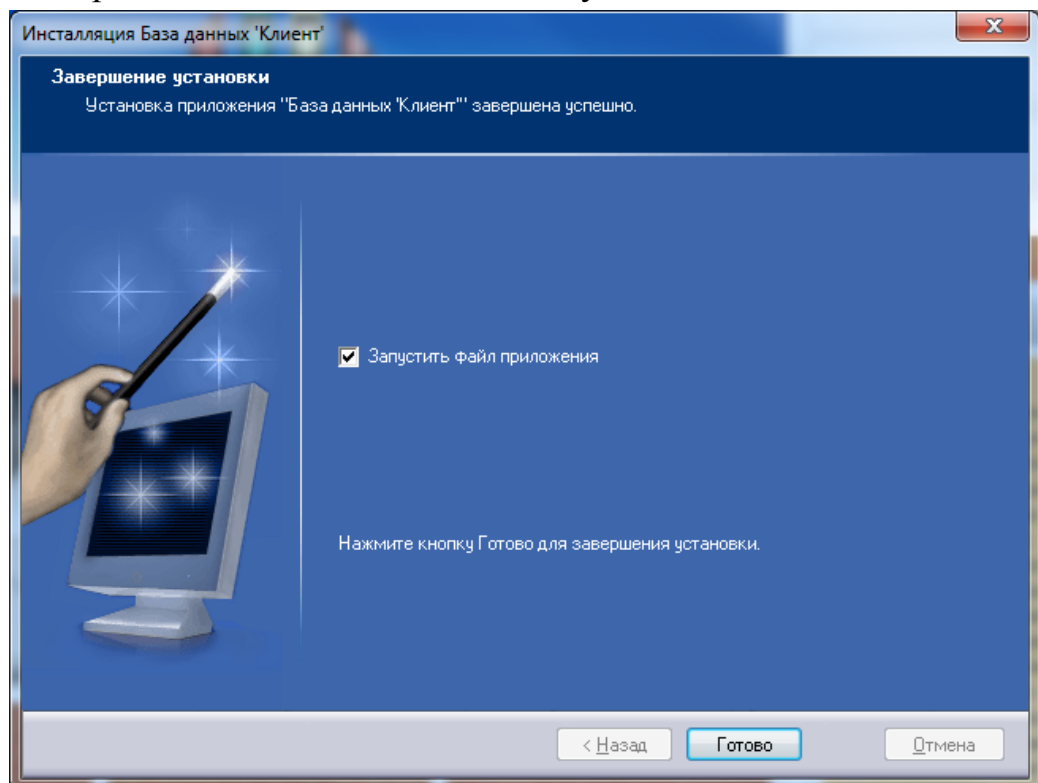 Инсталляция База данных 'Клиент'
Завершение установки
Установка приложения "База данных 'Клиент'" завершена успешно.
Запустить файл приложения
Нажмите кнопку Готово для завершения установки.
< Назад
Готово
Отмена